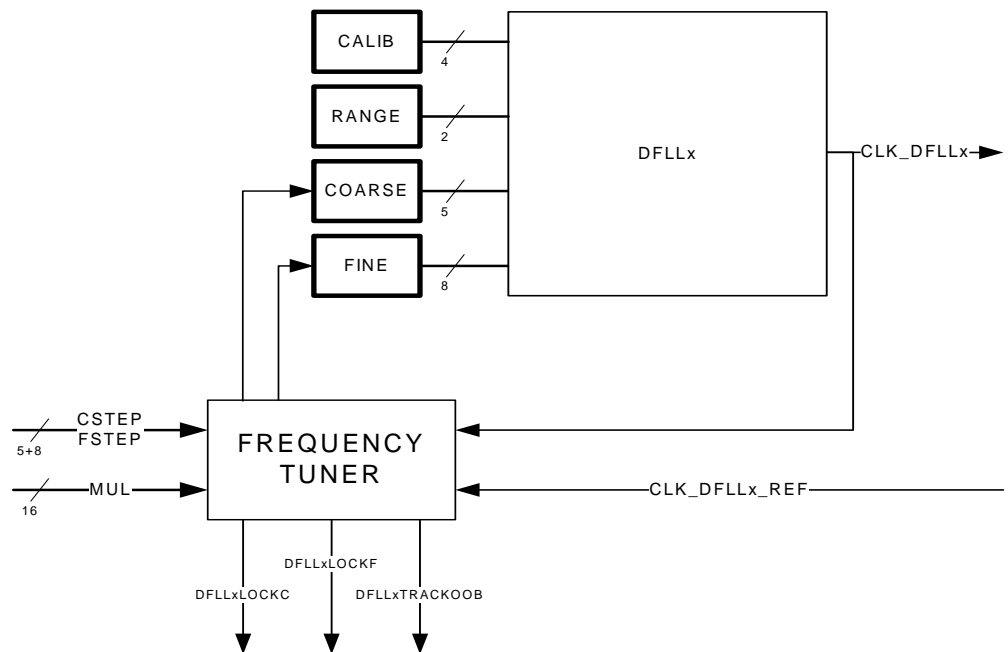 CALIB
4
RANGE
2
DFLLx
CLK_DFLLx
COARSE
5
FINE
8
CSTEP
FSTEP
5+8
FREQUENCY
TUNER
MUL
16
CLK_DFLLx_REF
DFLLxLOCKF
DFLLxLOCKC
DFLLxTRACKOOB